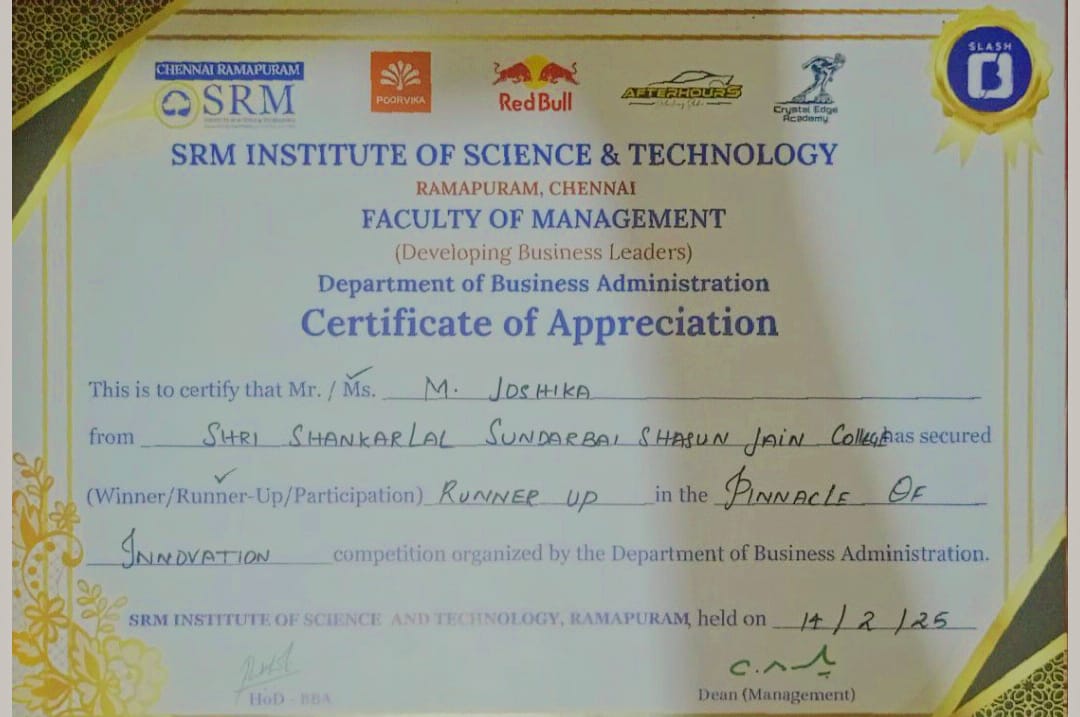 CHENNAI RAMAPURAM
SRM
POORVIKA
Red Bull
AFTERHOURS
Crystal Edge
Academy
SLASH
SRM INSTITUTE OF SCIENCE & TECHNOLOGY
RAMAPURAM, CHENNAI
FACULTY OF MANAGEMENT
(Developing Business Leaders)
Department of Business Administration
Certificate of Appreciation
This is to certify that Mr. / Ms. M. JOSHIKA
from SHRI SHANKARLAL SUNDARBAI SHASUN JAIN COllEGE has secured
(Winner/Runner-Up/Participation) RUNNER UP in the PINNACLE OF
INNOVATION competition organized by the Department of Business Administration.
SRM INSTITUTE OF SCIENCE AND TECHNOLOGY, RAMAPURAM, held on 14/2/25
HoD - BBA
Dean (Management)